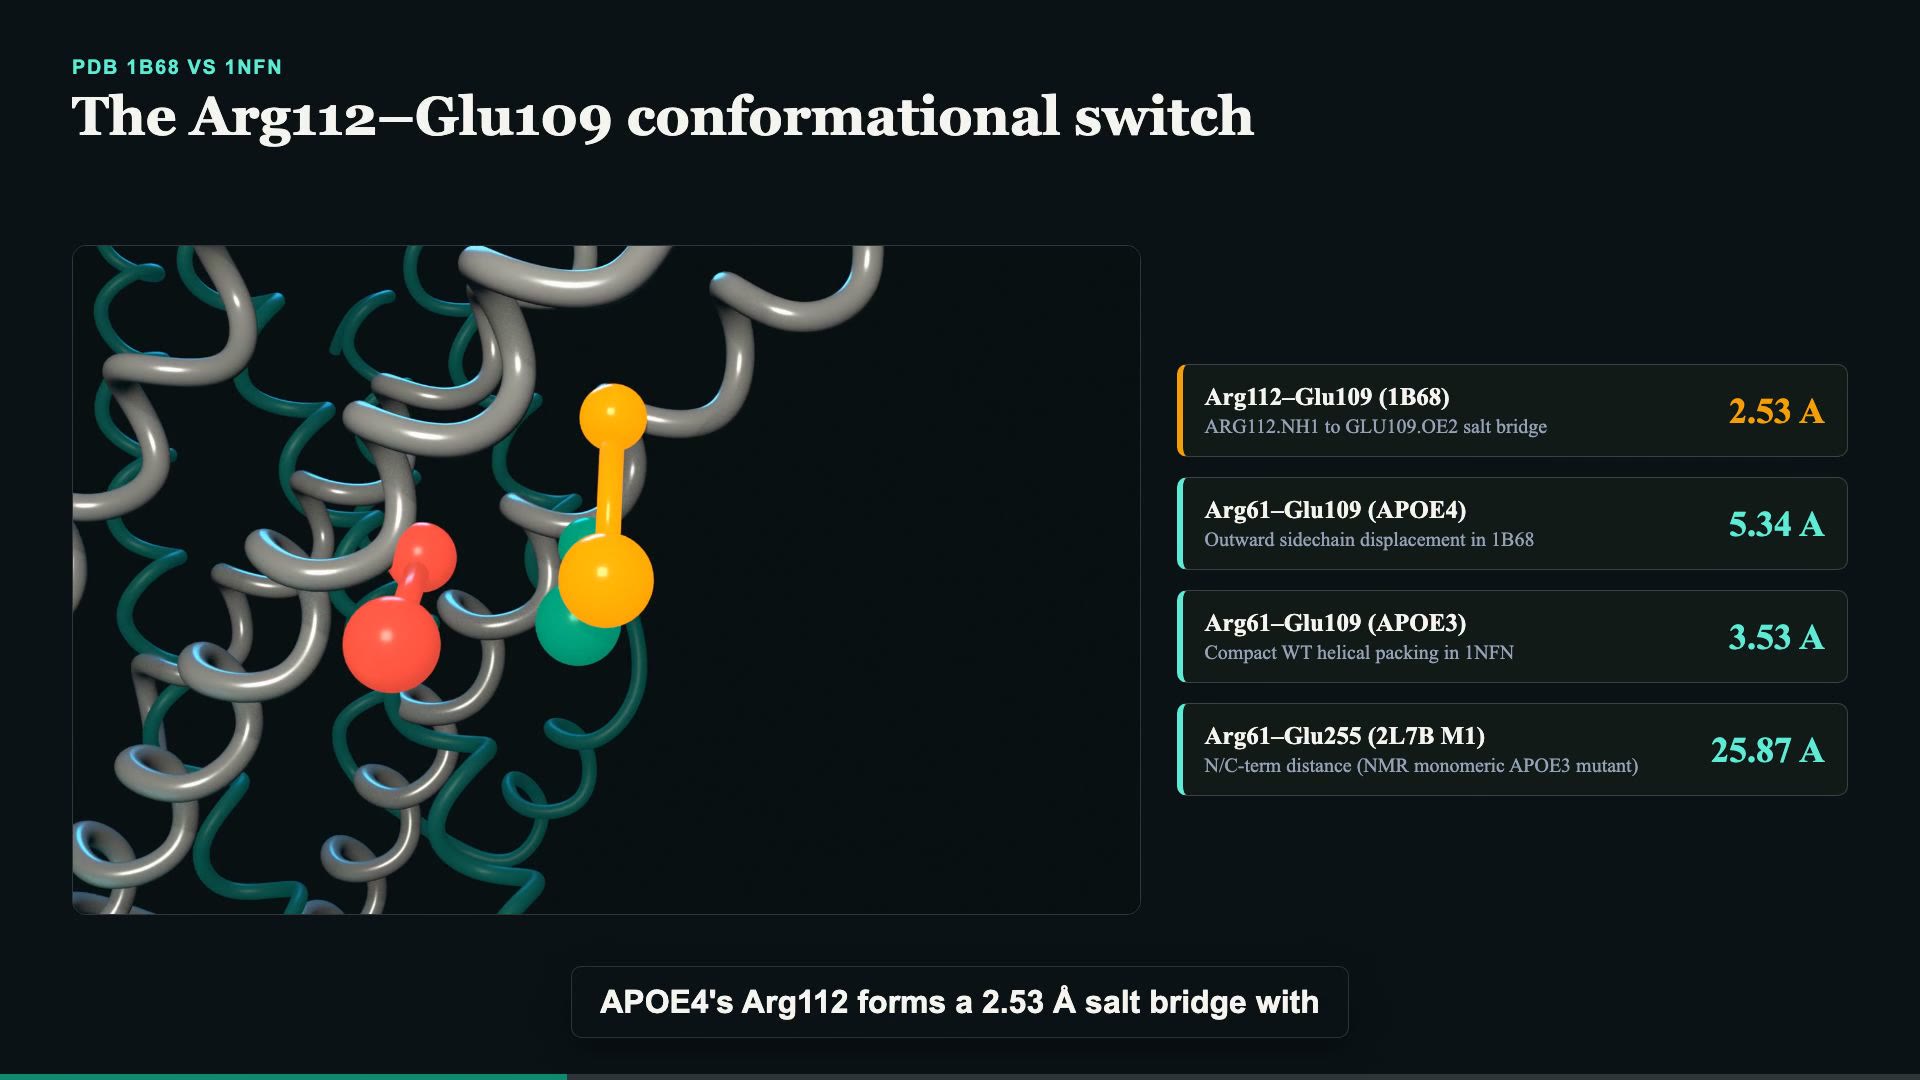 PDB 1B68 VS 1NFN
The Arg112–Glu109 conformational switch
Arg112–Glu109 (1B68)
ARG112.NH1 to GLU109.OE2 salt bridge
2.53 A
Arg61–Glu109 (APOE4)
Outward sidechain displacement in 1B68
5.34 A
Arg61–Glu109 (APOE3)
Compact WT helical packing in 1NFN
3.53 A
Arg61–Glu255 (2L7B M1)
N/C-term distance (NMR monomeric APOE3 mutant)
25.87 A
APOE4's Arg112 forms a 2.53 Å salt bridge with